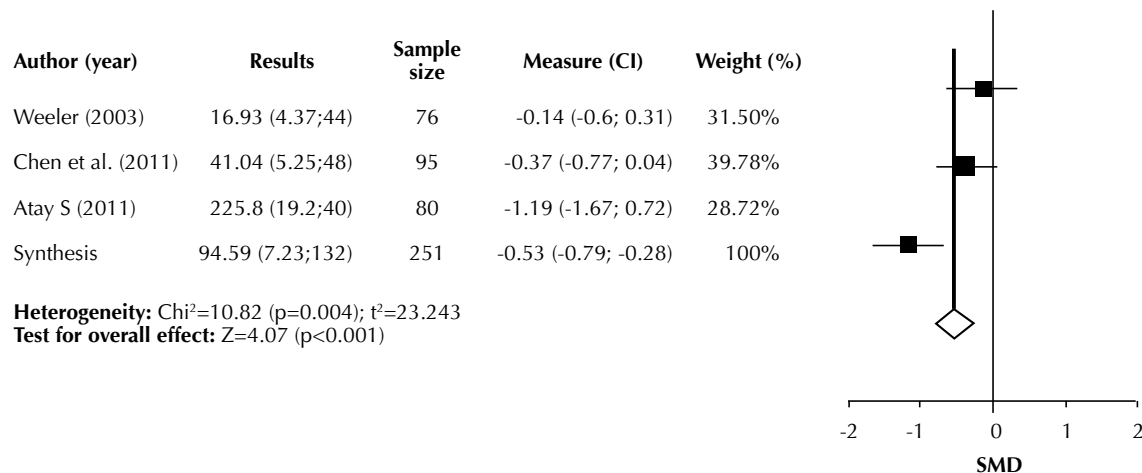 Author (year) Results Sample size Measure (CI) Weight (%)
Weeler (2003) 16.93 (4.37;44) 76 -0.14 (-0.6; 0.31) 31.50%
Chen et al. (2011) 41.04 (5.25;48) 95 -0.37 (-0.77; 0.04) 39.78%
Atay S (2011) 225.8 (19.2;40) 80 -1.19 (-1.67; 0.72) 28.72%
Synthesis 94.59 (7.23;132) 251 -0.53 (-0.79; -0.28) 100%
Heterogeneity: Chi²=10.82 (p=0.004); t²=23.243
Test for overall effect: Z=4.07 (p<0.001)
-2 -1 0 1 2
SMD